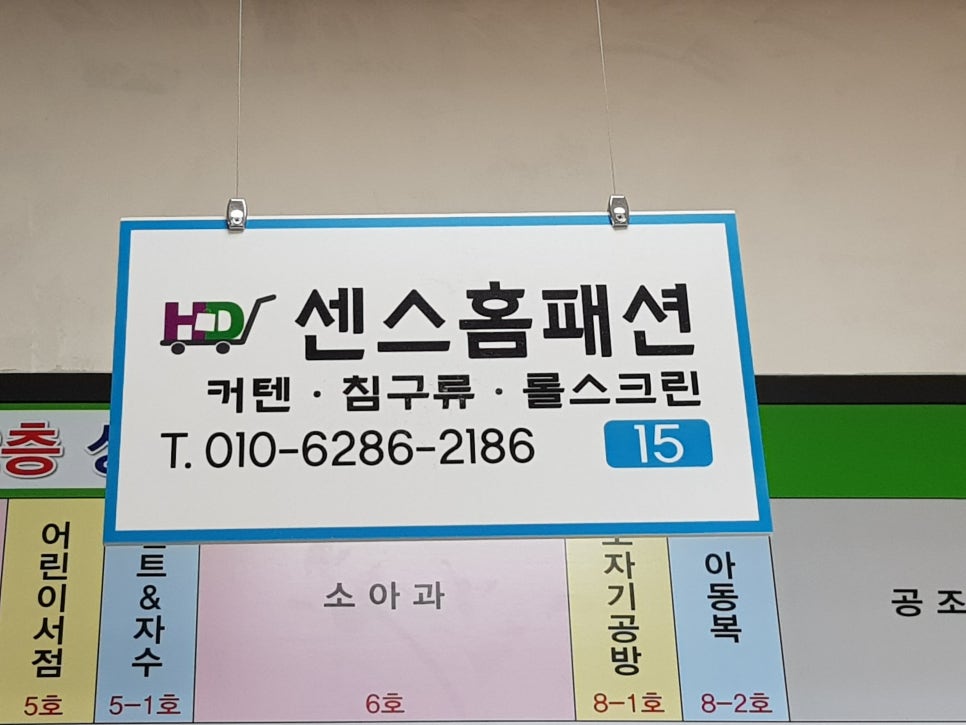 HD 센스홈패션
커텐 · 침구류 · 롤스크린
T. 010-6286-2186 15
층
어린이서점
5호
트&자수
5-1호
소아과
6호
자기공방
8-1호
아동복
8-2호
공조